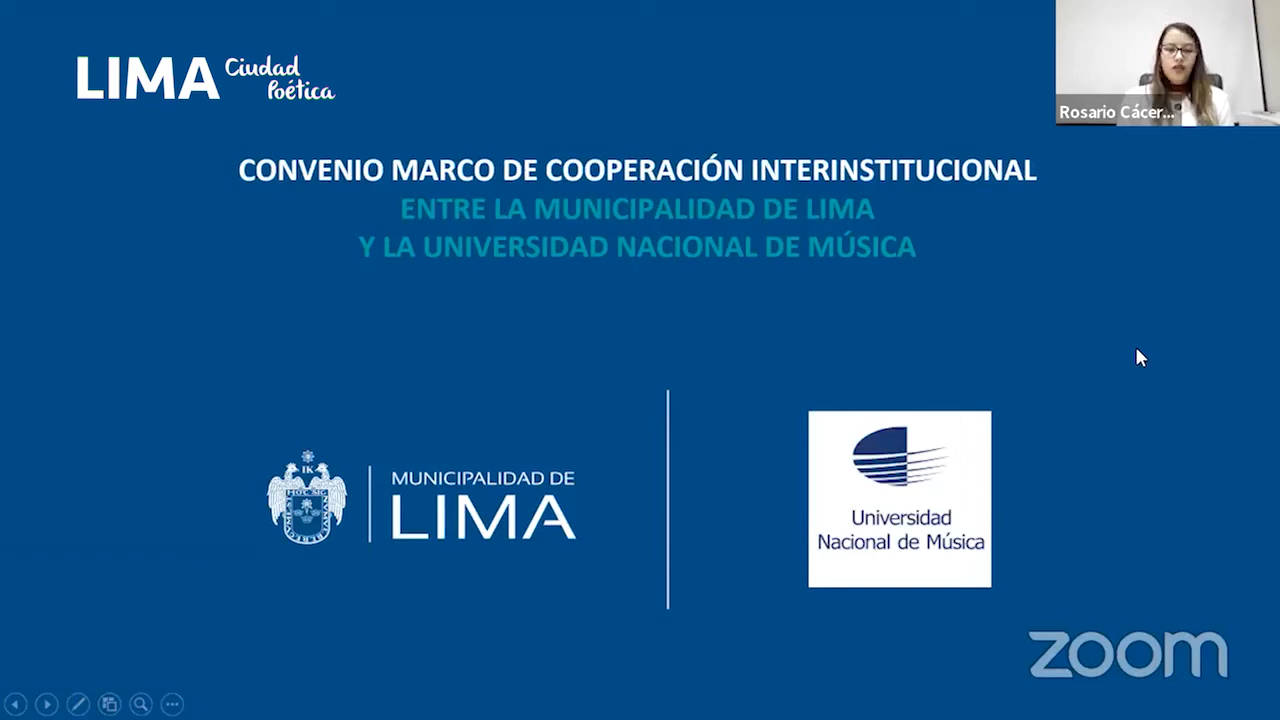 LIMA Ciudad
Poética
Rosario Cácer...
CONVENIO MARCO DE COOPERACIÓN INTERINSTITUCIONAL
ENTRE LA MUNICIPALIDAD DE LIMA
Y LA UNIVERSIDAD NACIONAL DE MÚSICA
IK
MUNICIPALIDAD DE
LIMA
Universidad
Nacional de Música
zoom